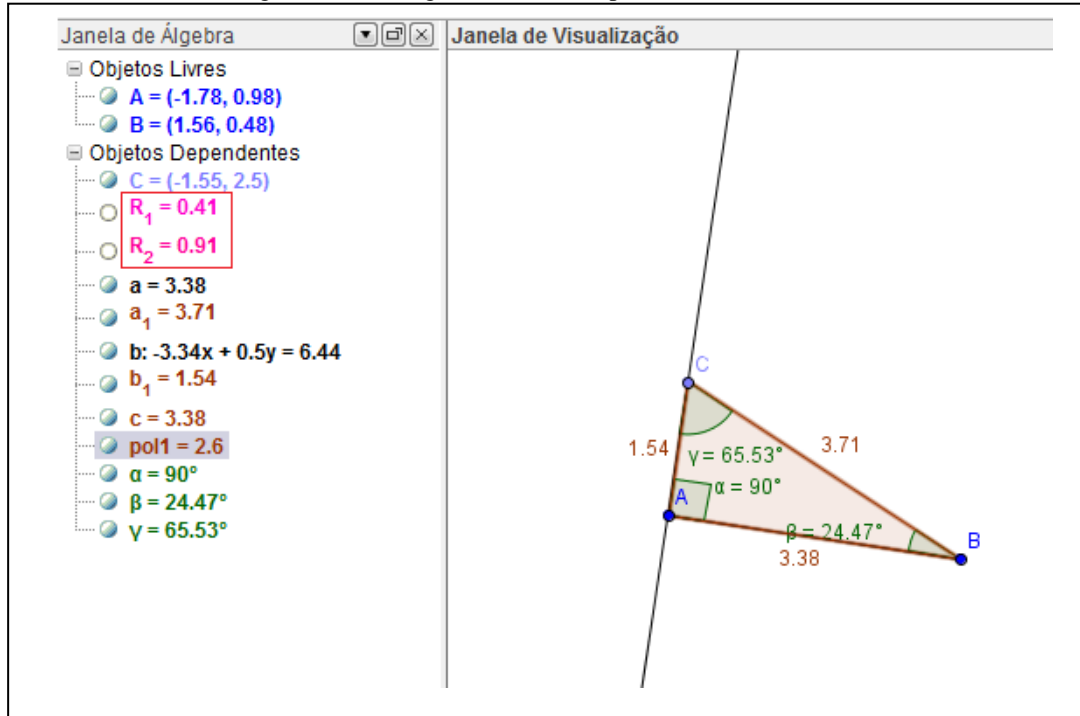 Janela de Álgebra
Janela de Visualização
Objetos Livres
A = (-1.78, 0.98)
B = (1.56, 0.48)
Objetos Dependentes
C = (-1.55, 2.5)
R1 = 0.41
R2 = 0.91
a = 3.38
a1 = 3.71
b: -3.34x + 0.5y = 6.44
b1 = 1.54
c = 3.38
pol1 = 2.6
α = 90°
β = 24.47°
γ = 65.53°
C
1.54
γ = 65.53°
3.71
A
α = 90°
β = 24.47°
B
3.38